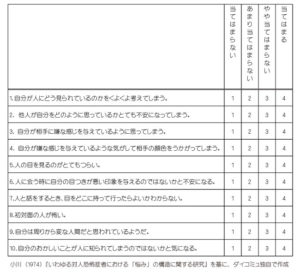 当てはまらない
あまり当てはまらない
やや当てはまらない
当てはまる
1.自分が人にどう見られているのかをくよくよ考えてしまう。 1 2 3 4
2. 他人が自分をどのように思っているかとても不安になってしまう。 1 2 3 4
3.自分が相手に嫌な感じを与えているように思ってしまう。 1 2 3 4
4. 自分が嫌な感じを与えているような気がして相手の顔色をうかがってしまう。 1 2 3 4
5.人の目を見るのがとてもつらい。 1 2 3 4
6.人に会う時に自分の目つきが悪い印象を与えるのではないかと不安になる。 1 2 3 4
7.人と話をするとき、目をどこに持って行ったらよいかわからない。 1 2 3 4
8.初対面の人が怖い。 1 2 3 4
9.自分は周りから変な人間だと思われているようだ。 1 2 3 4
10.自分のおかしいことが人に知られてしまうのではないかと気になる。 1 2 3 4
小川（1974）「いわゆる対人恐怖症者における「悩み」の構造に関する研究」を基に、ダイコミュ独自で作成